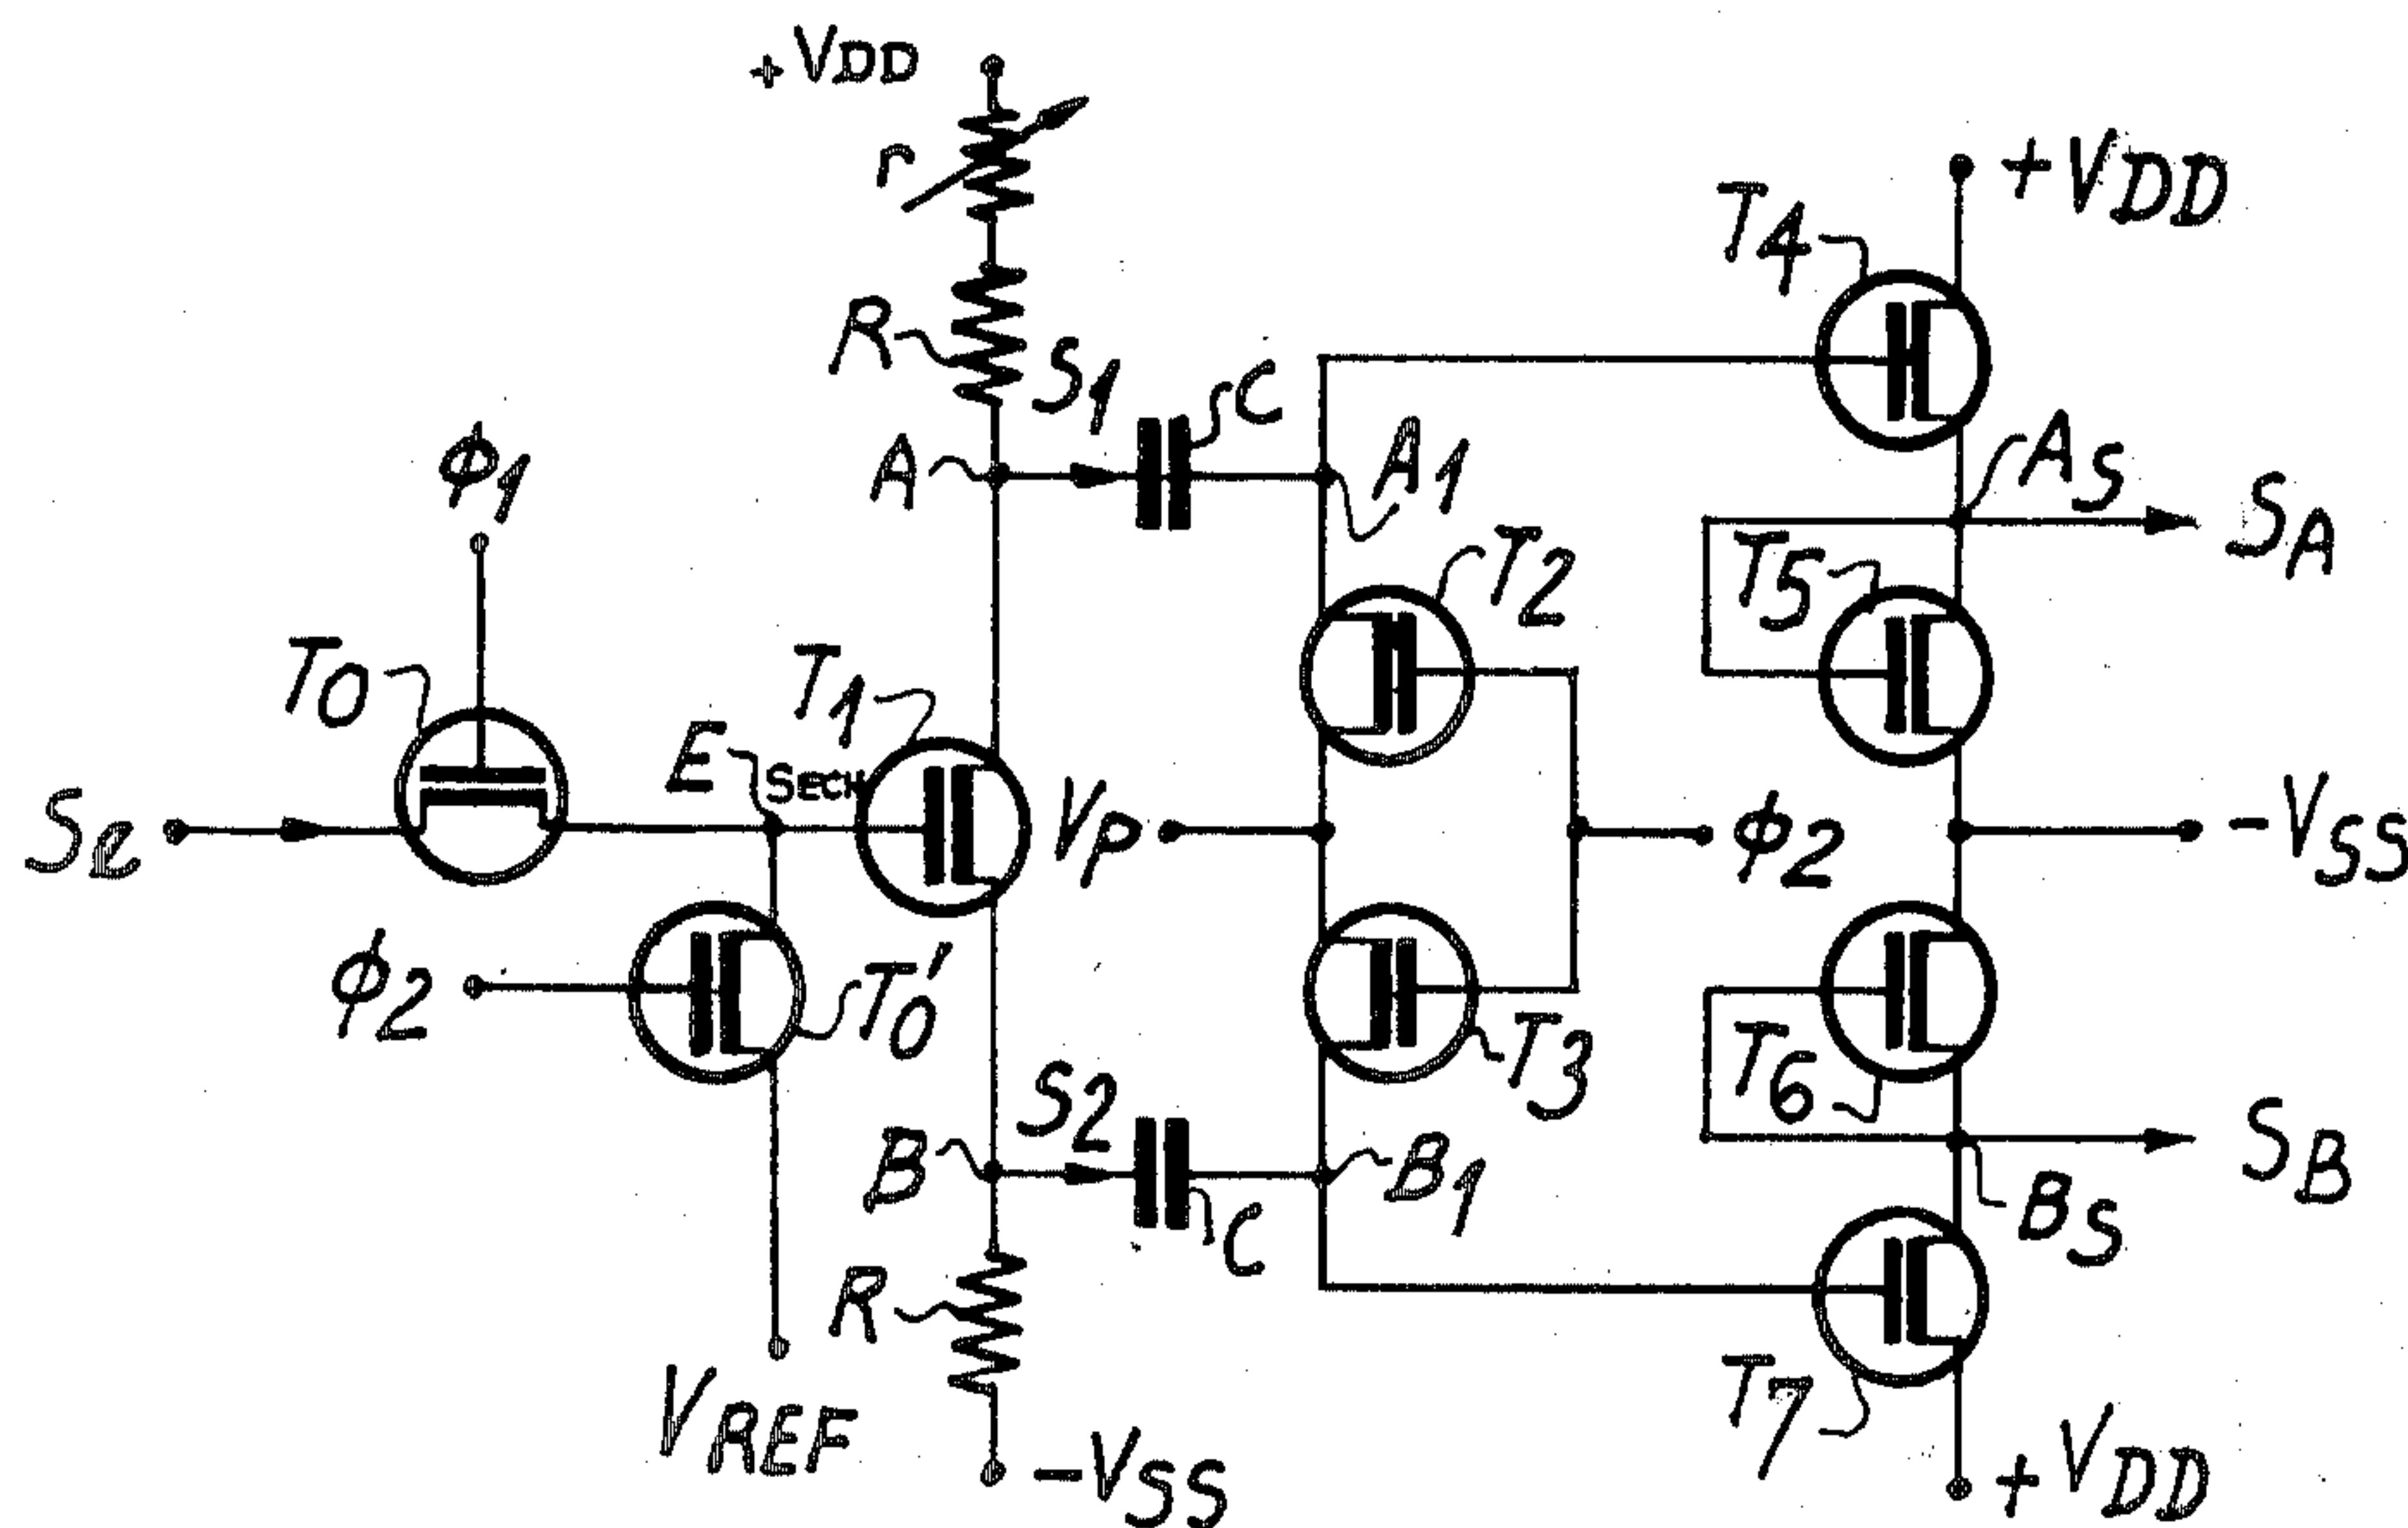 +VDD
r
R
S1
C
A
A1
T4
+VDD
AS
SA
T5
T2
ϕ1
T0
Se
E
SECH
T1
VP
ϕ2
-VSS
ϕ2
T0'
T3
T6
S2
B
B1
C
SB
BS
R
VREF
-VSS
T7
+VDD